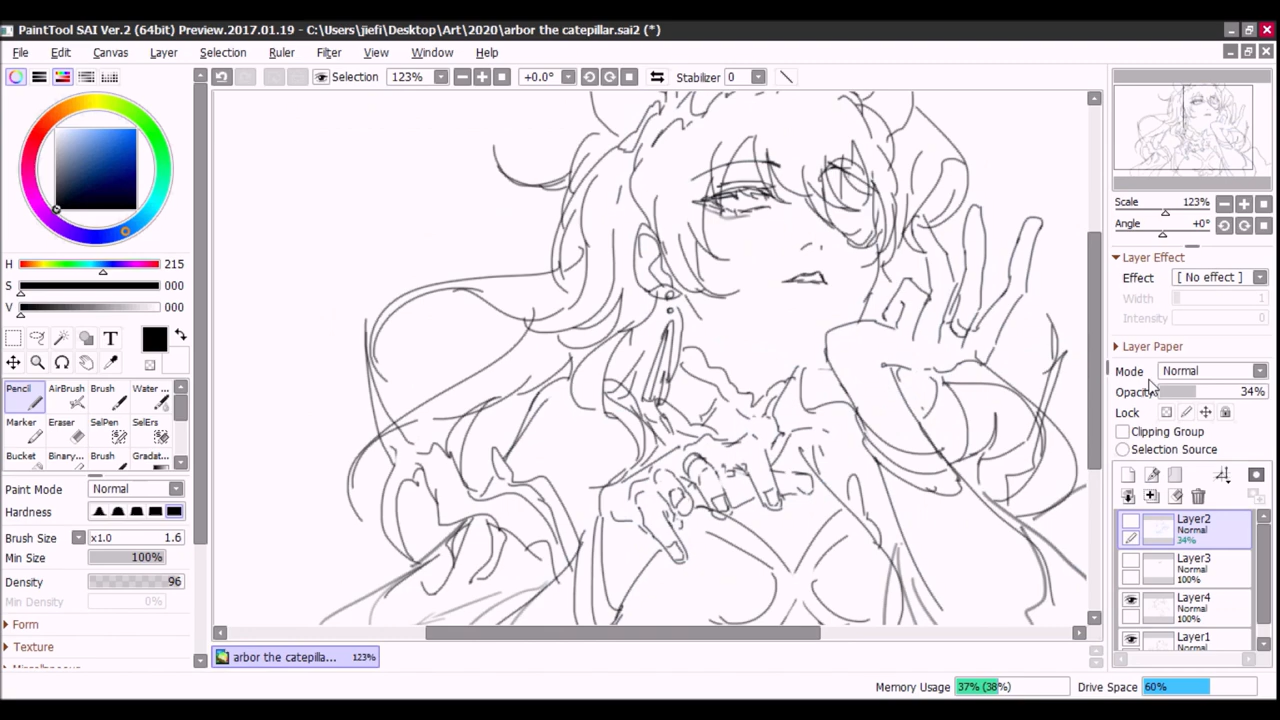 PaintTool SAI Ver.2 (64bit) Preview.2017.01.19 - C:\Users\jiefi\Desktop\Art\2020\arbor the catepillar.sai2 (*)
File Edit Canvas Layer Selection Ruler Filter View Window Help
Selection 123% +0.0° Stabilizer 0
H 215
S 000
V 000
T
Pencil AirBrush Brush Water ...
Marker Eraser SelPen SelErs
Bucket Binary... Brush Gradat...
Paint Mode Normal
Hardness
Brush Size x1.0 1.6
Min Size 100%
Density 96
Min Density 0%
Form
Texture
Miscellaneous
arbor the catepilla... 123%
Scale 123%
Angle +0°
Layer Effect
Effect [ No effect ]
Width 1
Intensity 0
Layer Paper
Mode Normal
Opacity 34%
Lock
Clipping Group
Selection Source
Layer2
Normal
34%
Layer3
Normal
100%
Layer4
Normal
100%
Layer1
Normal
Memory Usage 37% (38%) Drive Space 60%